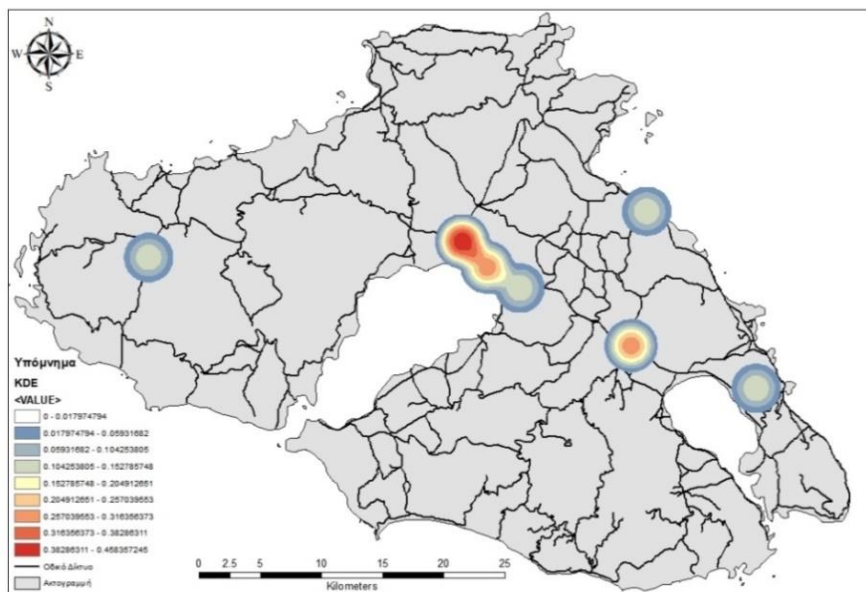 N
W E
S
Υπόμνημα
KDE
<VALUE>
0 - 0.017974794
0.017974794 - 0.05931682
0.05931682 - 0.104253805
0.104253805 - 0.152785748
0.152785748 - 0.204912651
0.204912651 - 0.257039553
0.257039553 - 0.316356373
0.316356373 - 0.38286311
0.38286311 - 0.458357245
Οδικό Δίκτυο
Ακτογραμμή
0 2.5 5 10 15 20 25
Kilometers